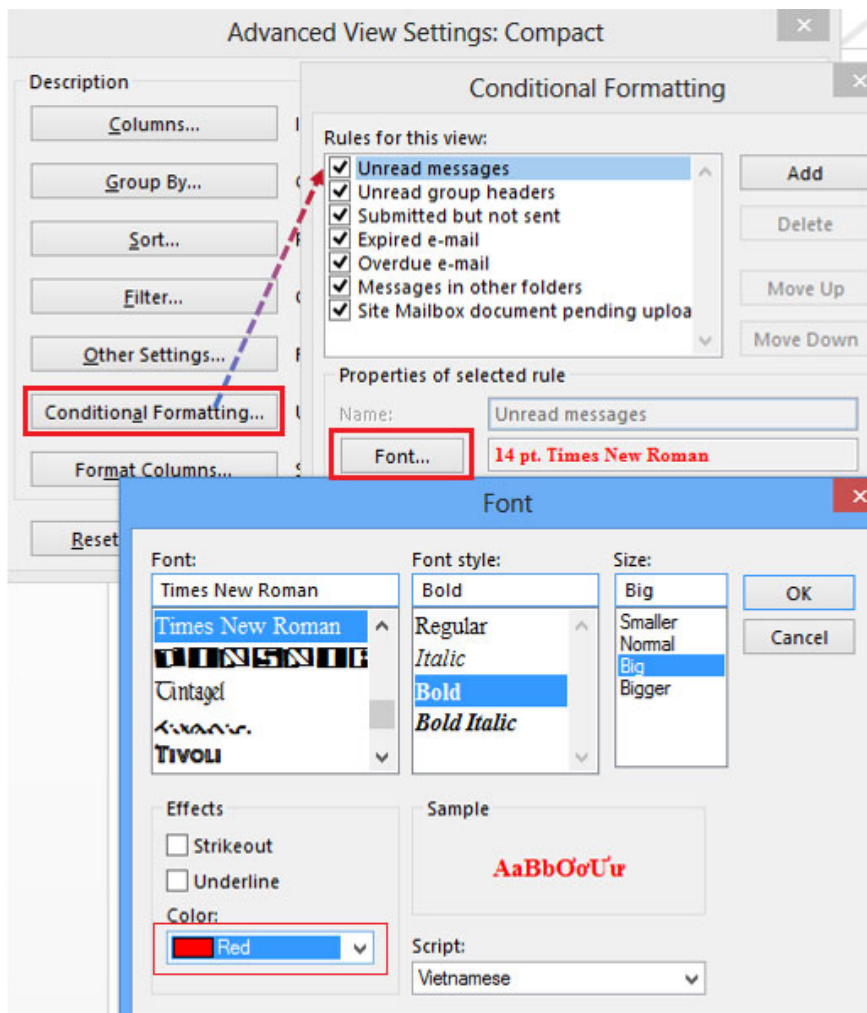 Advanced View Settings: Compact
Description
Columns...
Group By...
Sort...
Filter...
Other Settings...
Conditional Formatting...
Format Columns...
Reset
Conditional Formatting
Rules for this view:
Unread messages
Unread group headers
Submitted but not sent
Expired e-mail
Overdue e-mail
Messages in other folders
Site Mailbox document pending uploa
Add
Delete
Move Up
Move Down
Properties of selected rule
Name:
Unread messages
Font...
14 pt. Times New Roman
Font
Font:
Times New Roman
Times New Roman
Tintagel
TIVOLI
Font style:
Bold
Regular
Italic
Bold
Bold Italic
Size:
Big
Smaller
Normal
Big
Bigger
OK
Cancel
Effects
Strikeout
Underline
Color:
Red
Sample
AaBbƠơƯư
Script:
Vietnamese